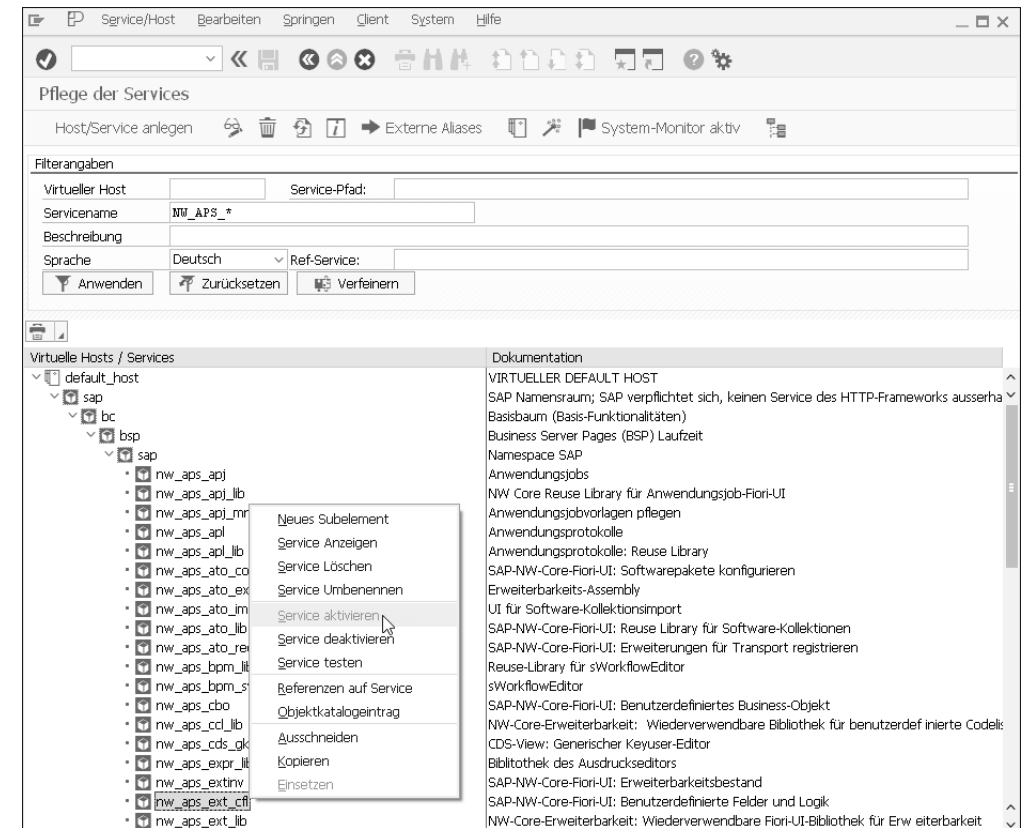 Service/Host Bearbeiten Springen Client System Hilfe
Pflege der Services
Host/Service anlegen Externe Aliases System-Monitor aktiv
Filterangaben
Virtueller Host Service-Pfad:
Servicename NW_APS_*
Beschreibung
Sprache Deutsch Ref-Service:
Anwenden Zurücksetzen Verfeinern
Virtuelle Hosts / Services Dokumentation
default_host VIRTUELLER DEFAULT HOST
sap SAP Namensraum; SAP verpflichtet sich, keinen Service des HTTP-Frameworks ausserha
bc Basisbaum (Basis-Funktionalitäten)
bsp Business Server Pages (BSP) Laufzeit
sap Namespace SAP
nw_aps_apj Anwendungsjobs
nw_aps_apj_lib NW Core Reuse Library für Anwendungsjob-Fiori-UI
nw_aps_apj_mn Anwendungsjobvorlagen pflegen
nw_aps_apl Anwendungsprotokolle
nw_aps_apl_lib Anwendungsprotokolle: Reuse Library
nw_aps_ato_co SAP-NW-Core-Fiori-UI: Softwarepakete konfigurieren
nw_aps_ato_ex Erweiterbarkeits-Assembly
nw_aps_ato_im UI für Software-Kollektionsimport
nw_aps_ato_lib SAP-NW-Core-Fiori-UI: Reuse Library für Software-Kollektionen
nw_aps_ato_re SAP-NW-Core-Fiori-UI: Erweiterungen für Transport registrieren
nw_aps_bpm_lib Reuse-Library für sWorkflowEditor
nw_aps_bpm_s sWorkflowEditor
nw_aps_cbo SAP-NW-Core-Fiori-UI: Benutzerdefiniertes Business-Objekt
nw_aps_ccl_lib NW-Core-Erweiterbarkeit: Wiederverwendbare Bibliothek für benutzerdef inierte Codelis
nw_aps_cds_gk CDS-View: Generischer Keyuser-Editor
nw_aps_expr_lib Biblitothek des Ausdruckseditors
nw_aps_extinv SAP-NW-Core-Fiori-UI: Erweiterbarkeitsbestand
nw_aps_ext_cfl SAP-NW-Core-Fiori-UI: Benutzerdefinierte Felder und Logik
nw_aps_ext_lib NW-Core-Erweiterbarkeit: Wiederverwendbare Fiori-UI-Bibliothek für Erw eiterbarkeit
Neues Subelement
Service Anzeigen
Service Löschen
Service Umbenennen
Service aktivieren
Service deaktivieren
Service testen
Referenzen auf Service
Objektkatalogeintrag
Ausschneiden
Kopieren
Einsetzen